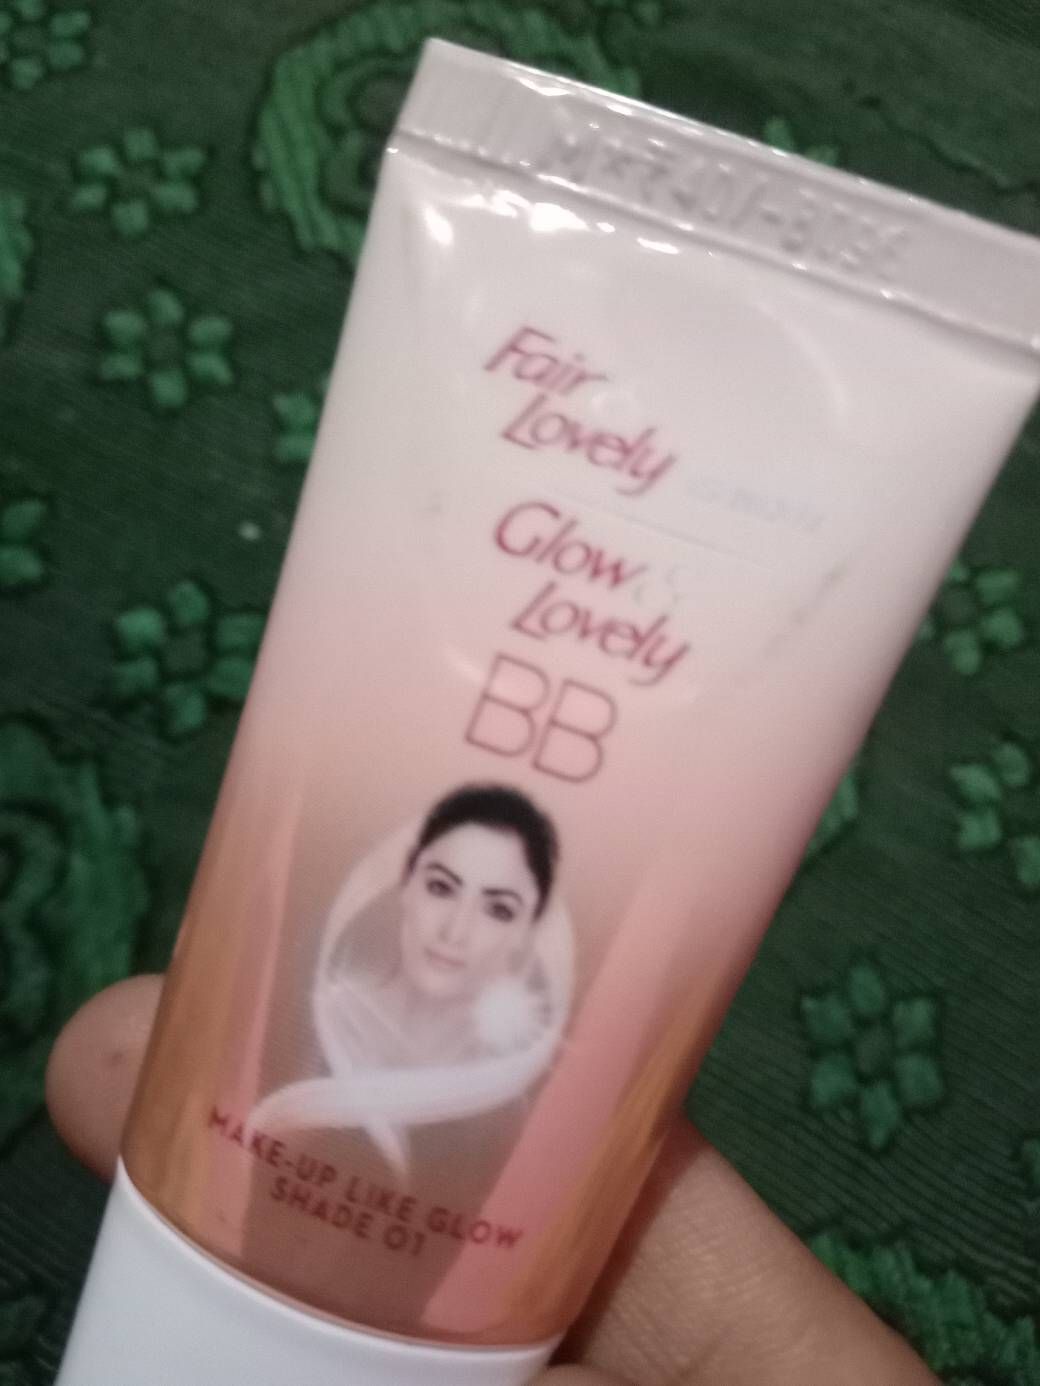 Fair &
Lovely
Glow &
Lovely
BB
MAKE-UP LIKE GLOW
SHADE 01